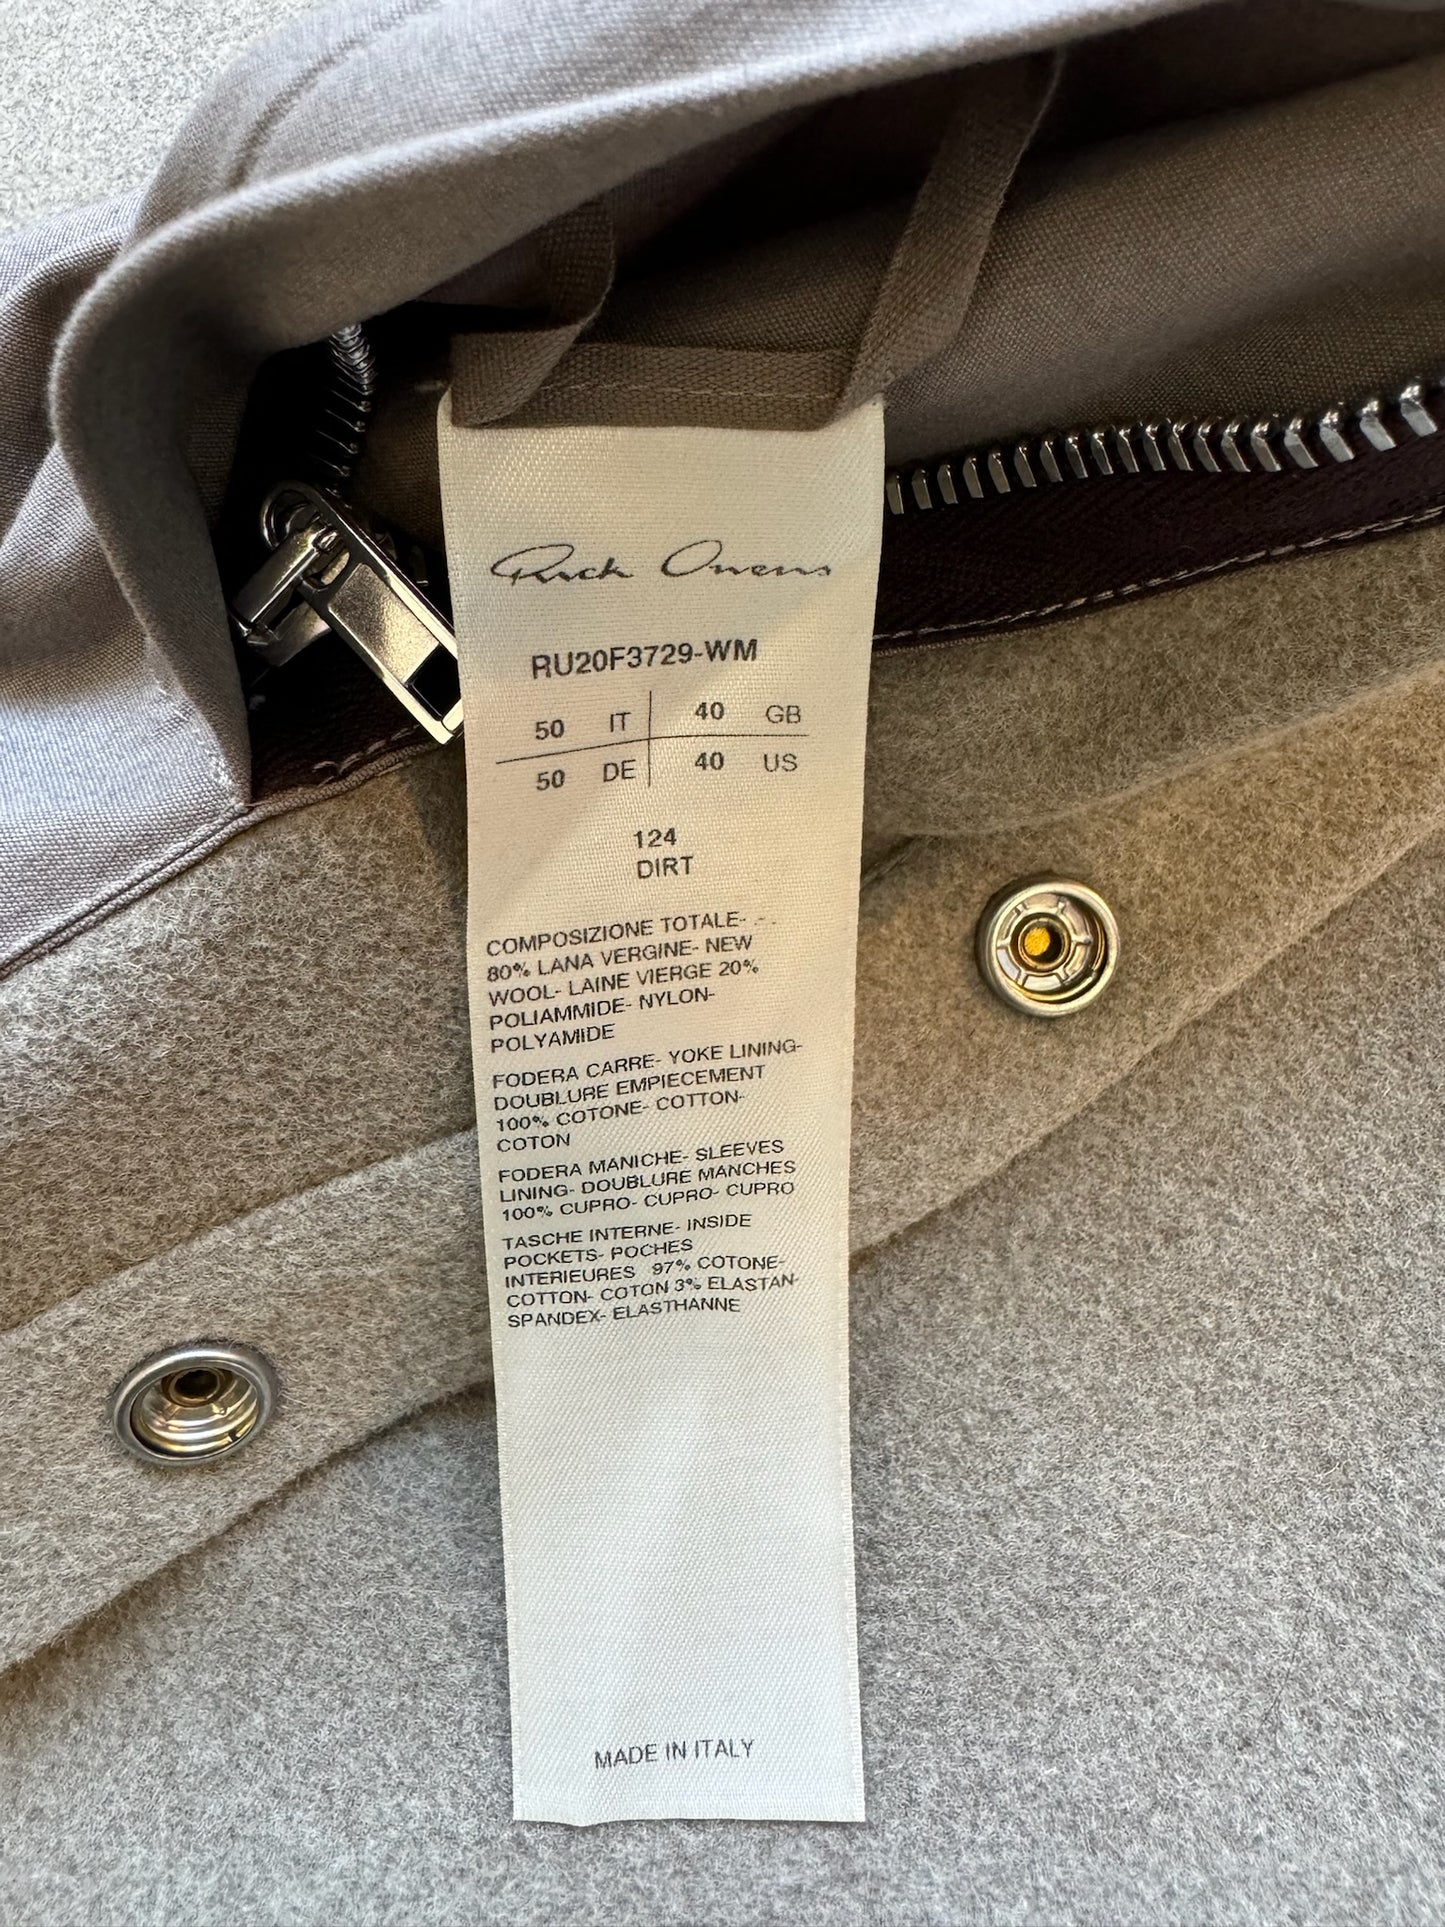 Rick Owens
RU20F3729-WM
50 IT 40 GB
50 DE 40 US
124
DIRT
COMPOSIZIONE TOTALE-
80% LANA VERGINE- NEW
WOOL- LAINE VIERGE 20%
POLIAMMIDE- NYLON-
POLYAMIDE
FODERA CARRE- YOKE LINING-
DOUBLURE EMPIECEMENT
100% COTONE- COTTON-
COTON
FODERA MANICHE- SLEEVES
LINING- DOUBLURE MANCHES
100% CUPRO- CUPRO- CUPRO
TASCHE INTERNE- INSIDE
POCKETS- POCHES
INTERIEURES 97% COTONE-
COTTON- COTON 3% ELASTAN-
SPANDEX- ELASTHANNE
MADE IN ITALY